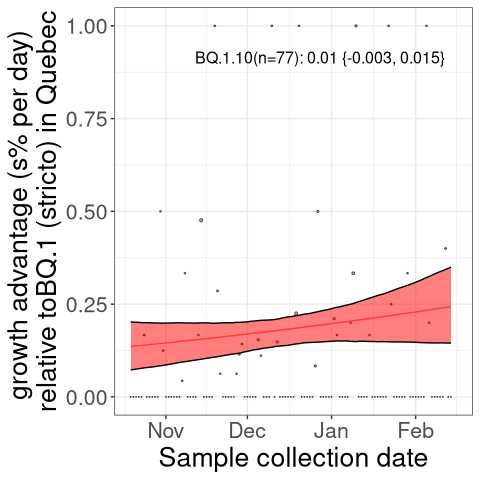 growth advantage (s% per day)
relative toBQ.1 (stricto) in Quebec
1.00
0.75
0.50
0.25
0.00
BQ.1.10(n=77): 0.01 {-0.003, 0.015}
Nov Dec Jan Feb
Sample collection date